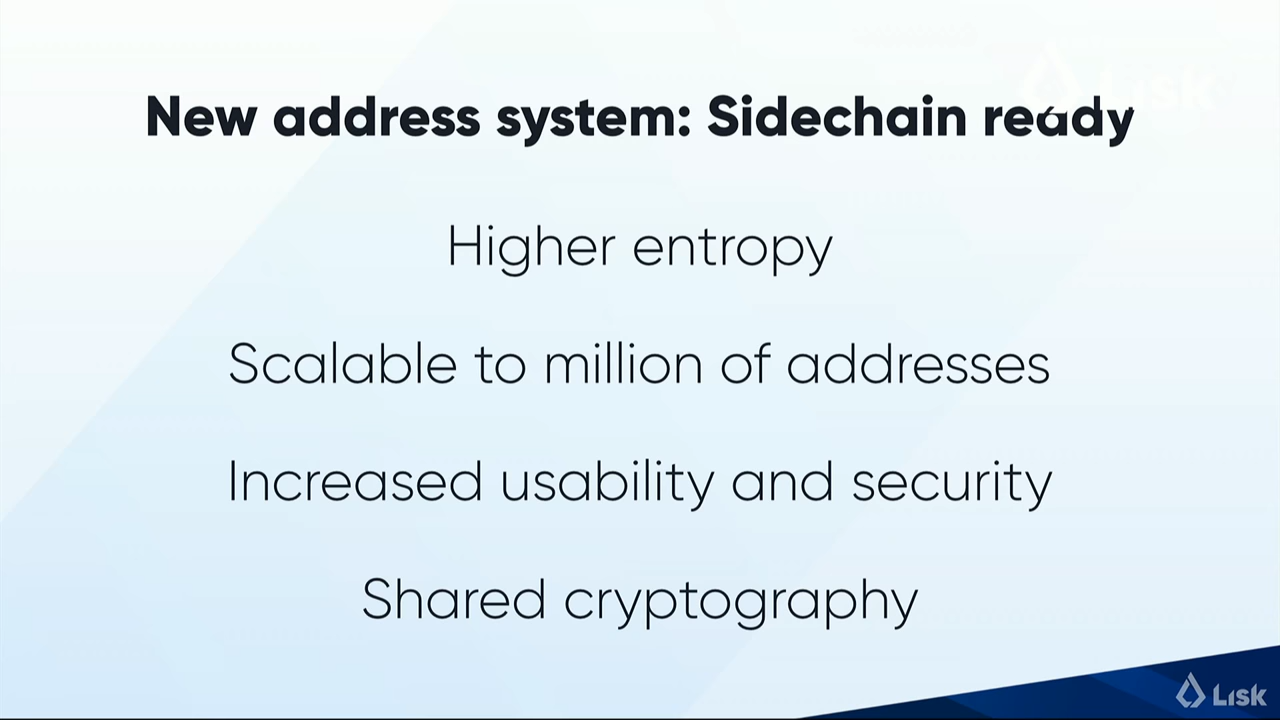 New address system: Sidechain ready
Lisk
Higher entropy
Scalable to million of addresses
Increased usability and security
Shared cryptography
Lisk